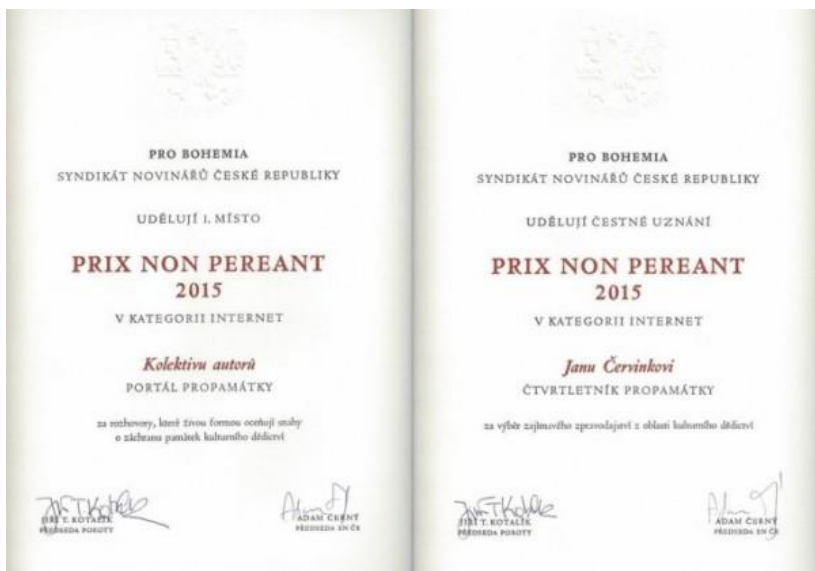 PRO BOHEMIA
SYNDIKÁT NOVINÁŘŮ ČESKÉ REPUBLIKY
UDĚLUJÍ 1. MÍSTO
PRIX NON PEREANT
2015
V KATEGORII INTERNET
Kolektivu autorů
PORTÁL PROPAMÁTKY
za rozhovory, které živou formou oceňují snahy
o záchranu památek kulturního dědictví
JIŘÍ T. KOTALÍK
PŘEDSEDA POROTY
ADAM ČERNÝ
PŘEDSEDA SN ČR
PRO BOHEMIA
SYNDIKÁT NOVINÁŘŮ ČESKÉ REPUBLIKY
UDĚLUJÍ ČESTNÉ UZNÁNÍ
PRIX NON PEREANT
2015
V KATEGORII INTERNET
Janu Červinkovi
ČTVRTLETNÍK PROPAMÁTKY
za výběr zajímavého zpravodajství z oblasti kulturního dědictví
JIŘÍ T. KOTALÍK
PŘEDSEDA POROTY
ADAM ČERNÝ
PŘEDSEDA SN ČR